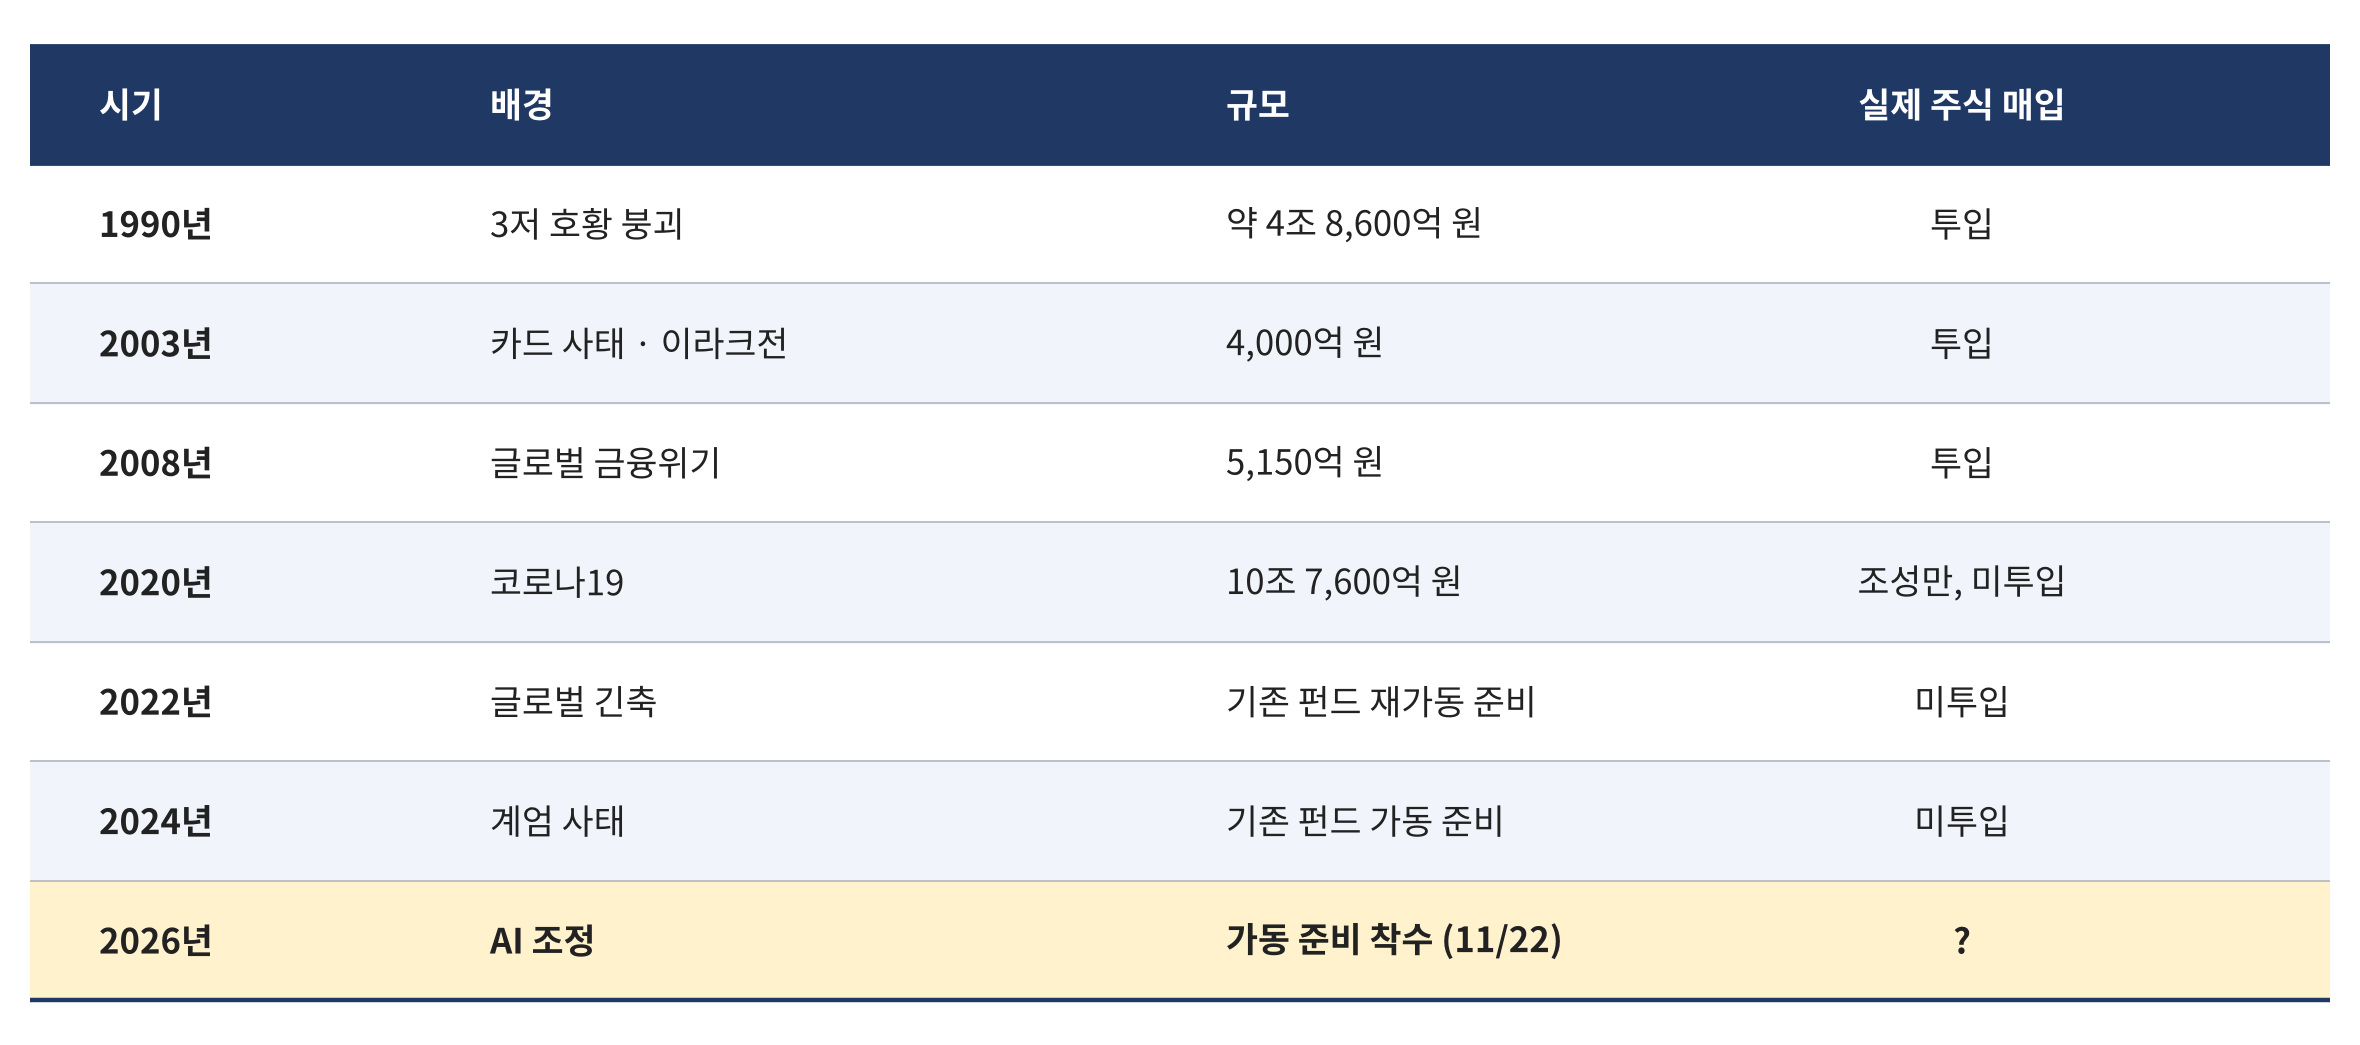 시기 배경 규모 실제 주식 매입
1990년 3저 호황 붕괴 약 4조 8,600억 원 투입
2003년 카드 사태 · 이라크전 4,000억 원 투입
2008년 글로벌 금융위기 5,150억 원 투입
2020년 코로나19 10조 7,600억 원 조성만, 미투입
2022년 글로벌 긴축 기존 펀드 재가동 준비 미투입
2024년 계엄 사태 기존 펀드 가동 준비 미투입
2026년 AI 조정 가동 준비 착수 (11/22) ?